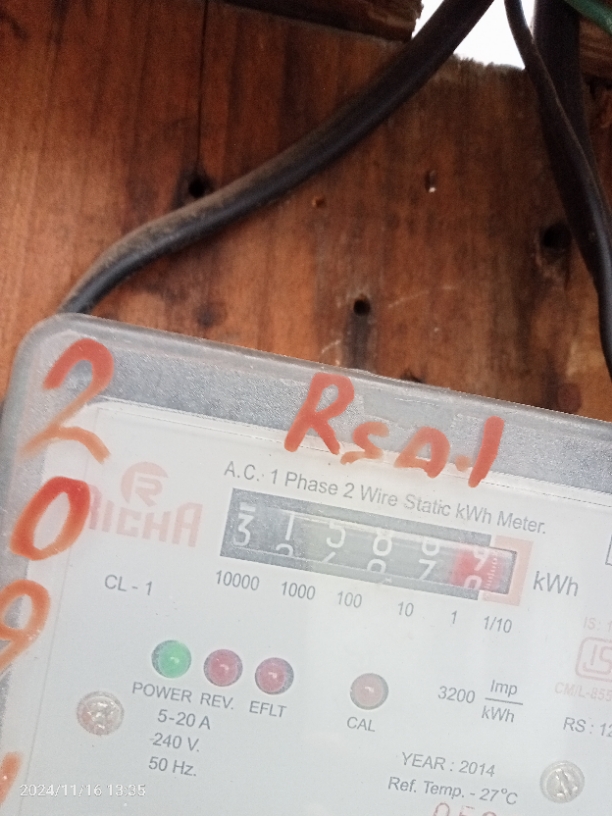 RSA.1
2
0
9
A.C. 1 Phase 2 Wire Static kWh Meter.
RICHA
kWh
CL - 1
10000 1000 100 10 1 1/10
POWER REV. EFLT
CAL
3200 Imp/kWh
5-20 A
240 V.
50 Hz.
YEAR : 2014
Ref. Temp. - 27°C
RS : 12
2024/11/16 13:35